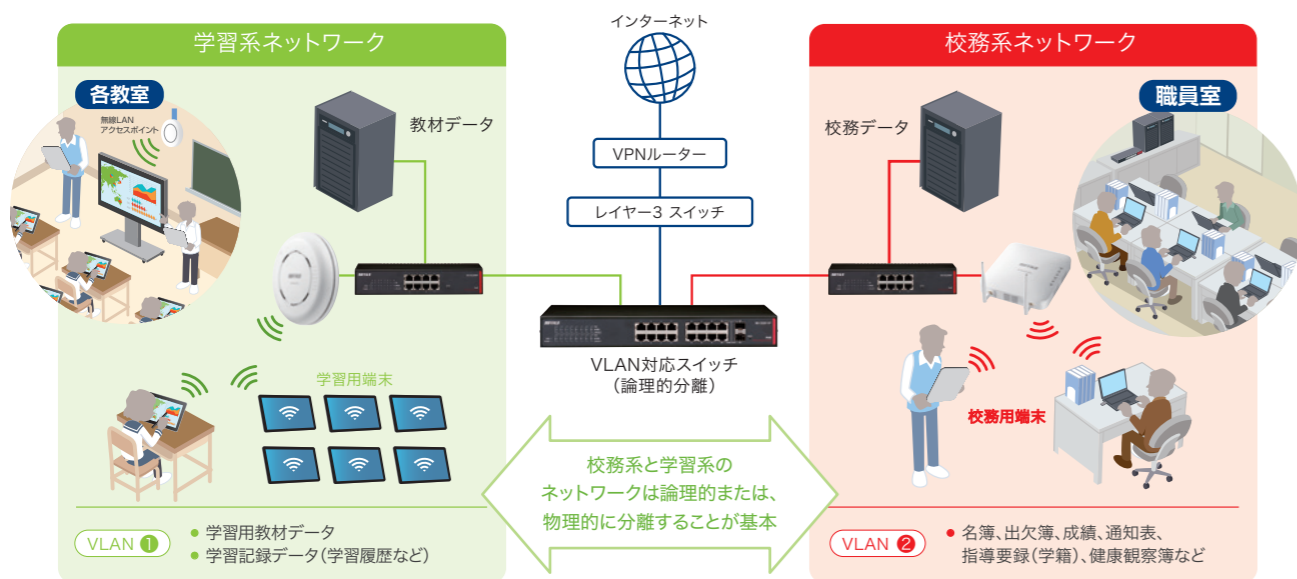 学習系ネットワーク
各教室
無線LAN
アクセスポイント
教材データ
学習用端末
VLAN ❶
● 学習用教材データ
● 学習記録データ（学習履歴など）
インターネット
VPNルーター
レイヤー3 スイッチ
VLAN対応スイッチ
（論理的分離）
校務系と学習系の
ネットワークは論理的または、
物理的に分離することが基本
校務系ネットワーク
職員室
校務データ
校務用端末
VLAN ❷
● 名簿、出欠簿、成績、通知表、
指導要録（学籍）、健康観察簿など